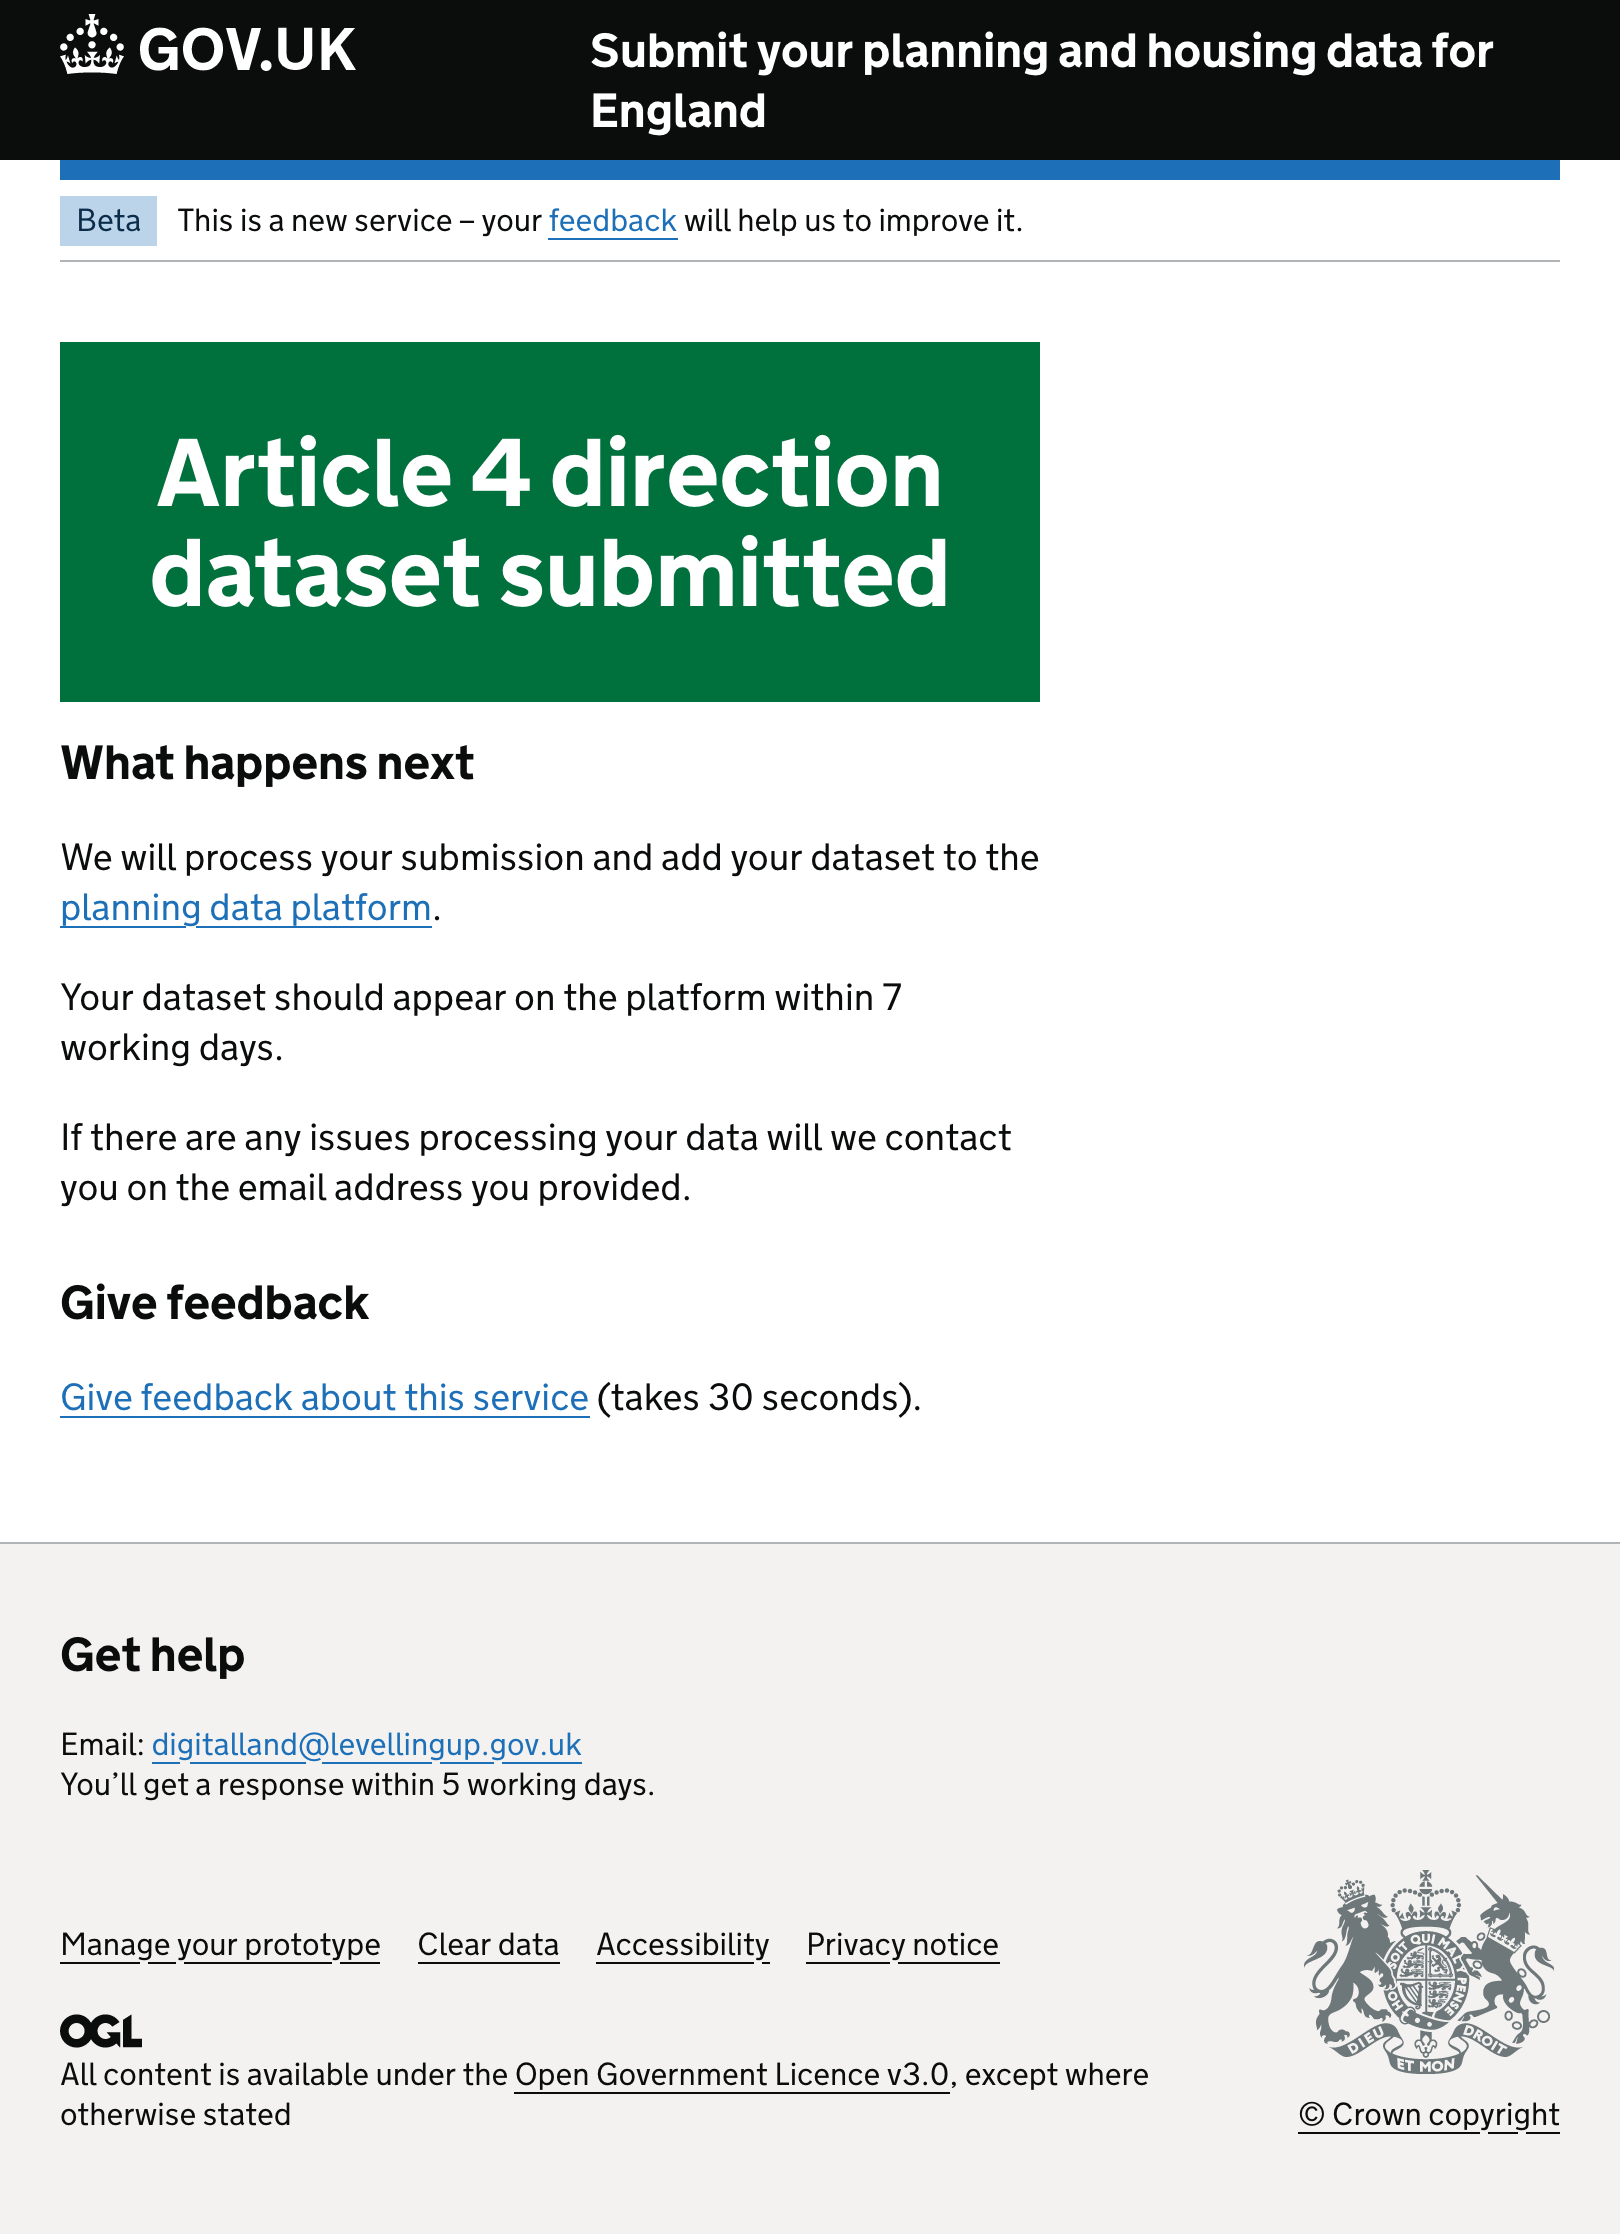 GOV.UK
Submit your planning and housing data for
England
Beta This is a new service – your feedback will help us to improve it.
Article 4 direction
dataset submitted
What happens next
We will process your submission and add your dataset to the
planning data platform.
Your dataset should appear on the platform within 7
working days.
If there are any issues processing your data will we contact
you on the email address you provided.
Give feedback
Give feedback about this service (takes 30 seconds).
Get help
Email: digitalland@levellingup.gov.uk
You’ll get a response within 5 working days.
Manage your prototype Clear data Accessibility Privacy notice
OGL
All content is available under the Open Government Licence v3.0, except where
otherwise stated
OIT QUI MAL PENSE
HO
DIEU ET MON DROIT
© Crown copyright